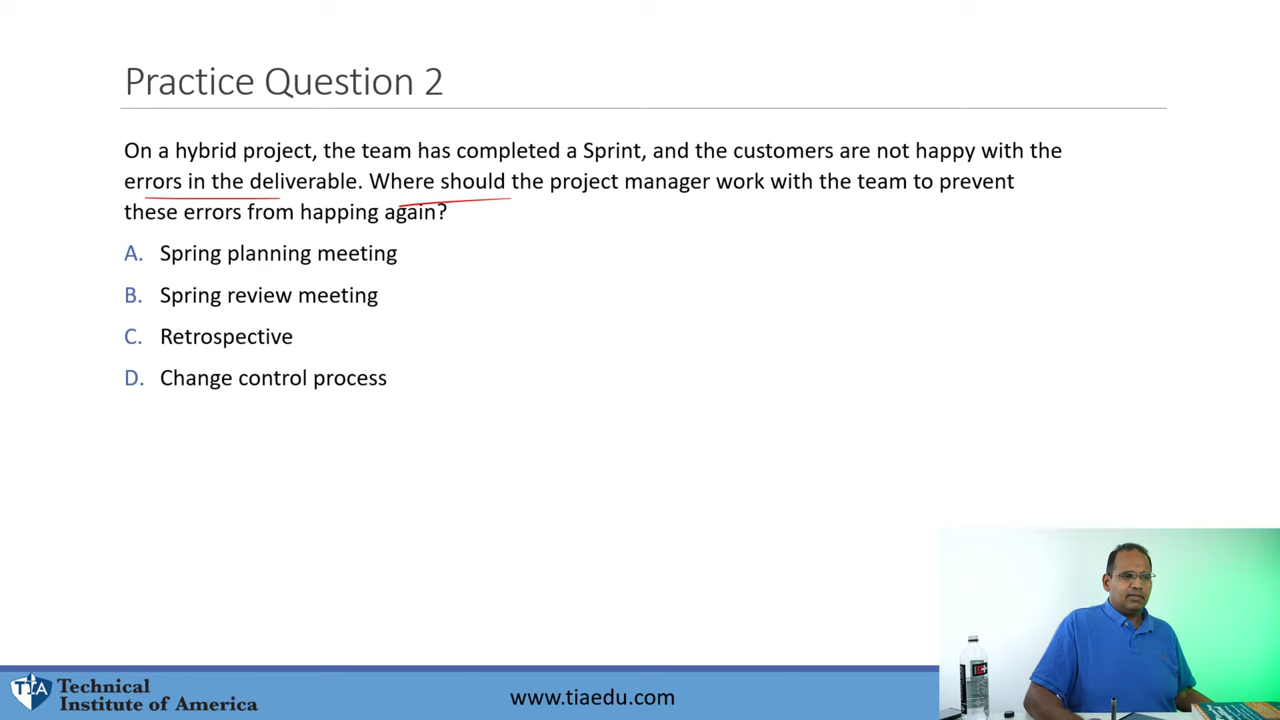 Practice Question 2
On a hybrid project, the team has completed a Sprint, and the customers are not happy with the
errors in the deliverable. Where should the project manager work with the team to prevent
these errors from happing again?
A. Spring planning meeting
B. Spring review meeting
C. Retrospective
D. Change control process
TIA Technical
Institute of America
www.tiaedu.com